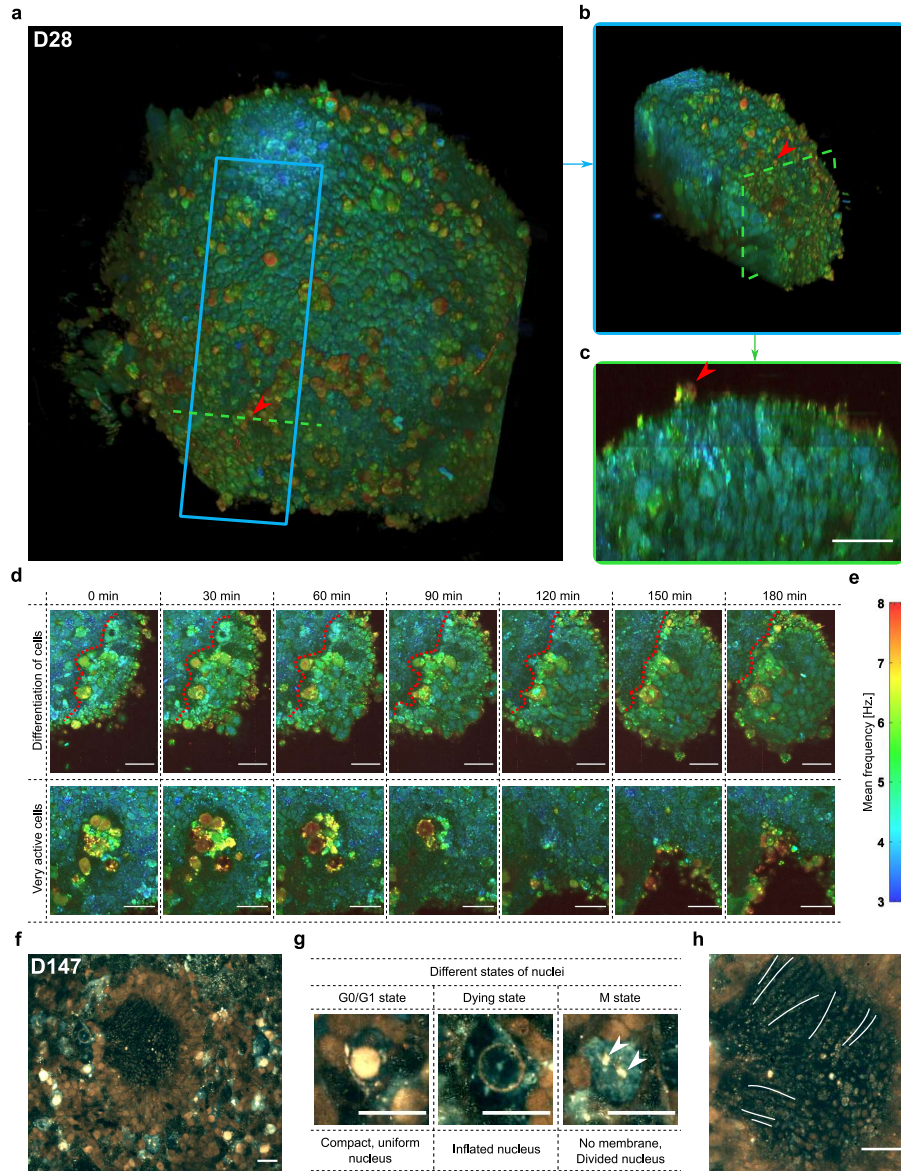 a
D28
b
c
d
0 min
30 min
60 min
90 min
120 min
150 min
180 min
Differentiation of cells
Very active cells
e
8
7
6
5
4
3
Mean frequency [Hz.]
f
D147
g
Different states of nuclei
G0/G1 state
Dying state
M state
Compact, uniform
nucleus
Inflated nucleus
No membrane,
Divided nucleus
h